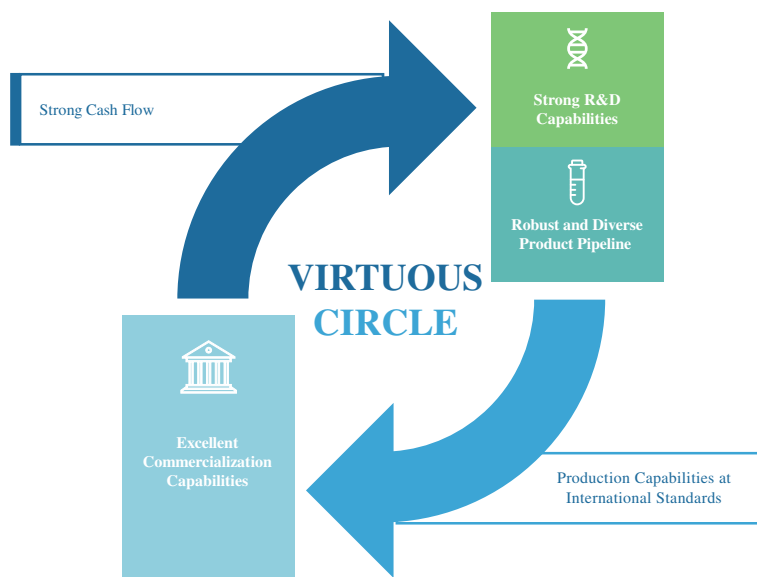 Strong Cash Flow
Strong R&D
Capabilities
Robust and Diverse
Product Pipeline
VIRTUOUS
CIRCLE
Excellent
Commercialization
Capabilities
Production Capabilities at
International Standards